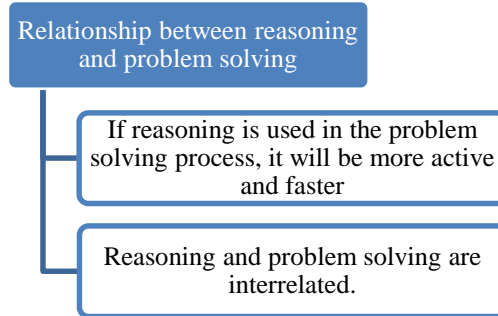 Relationship between reasoning
and problem solving
If reasoning is used in the problem
solving process, it will be more active
and faster
Reasoning and problem solving are
interrelated.